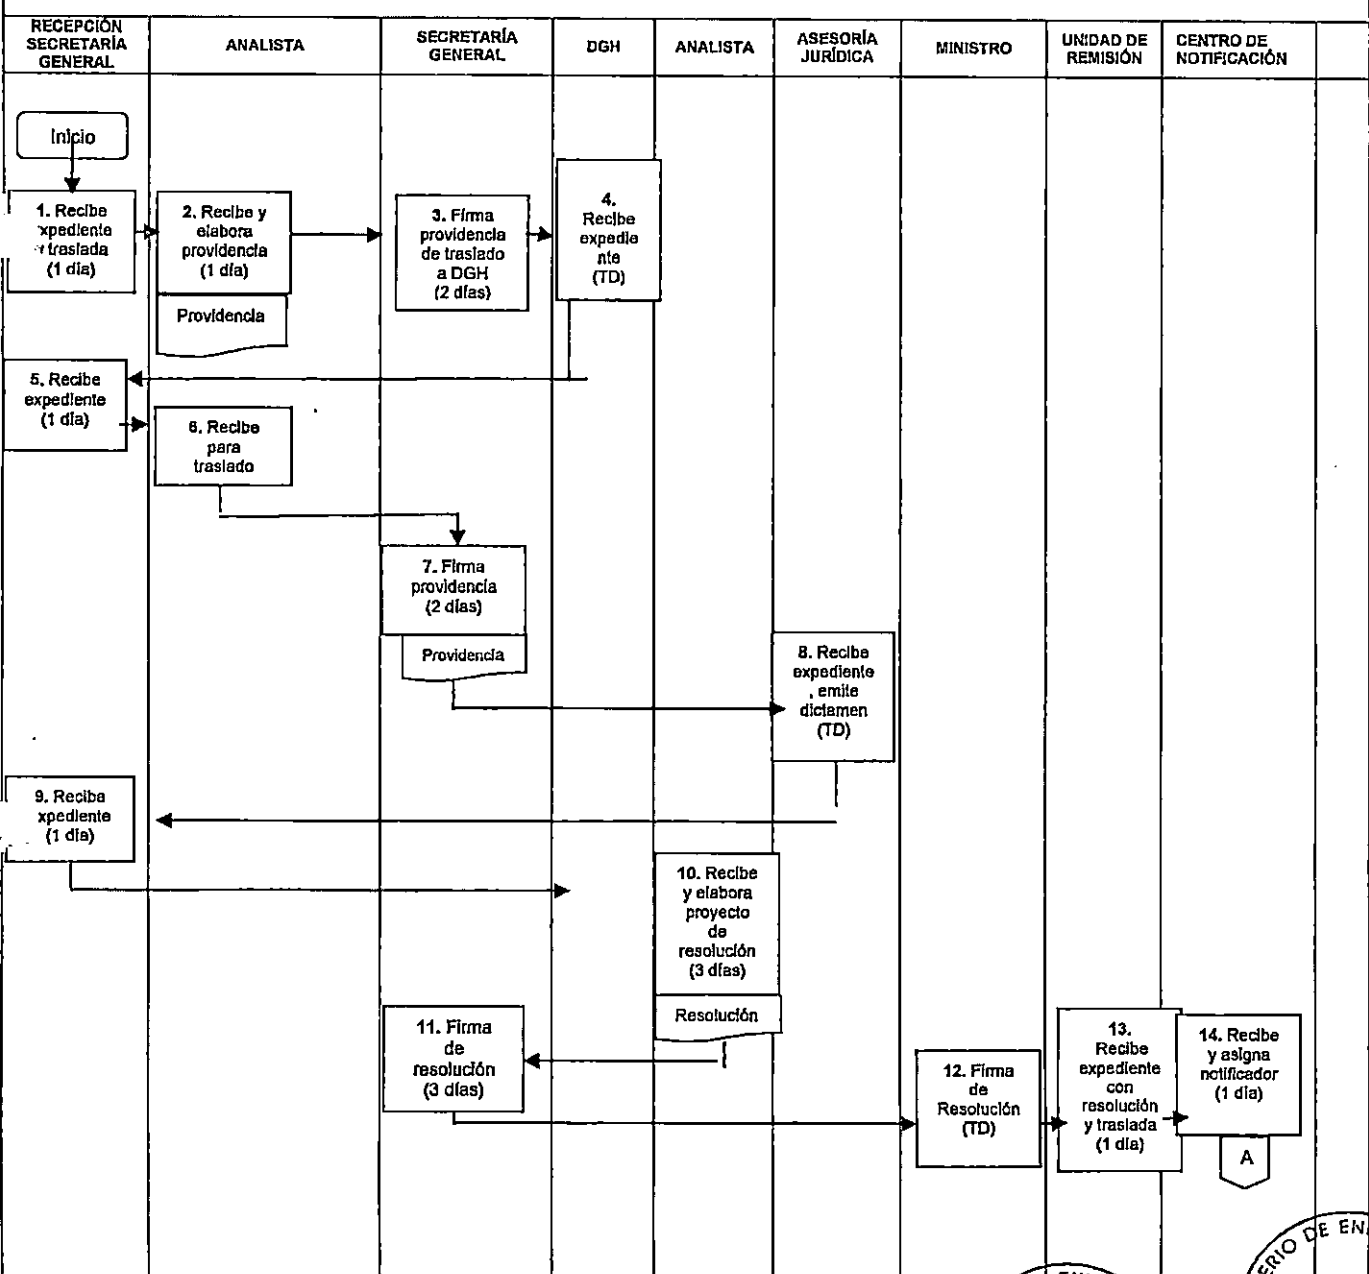 RECEPCIÓN
SECRETARÍA
GENERAL
ANALISTA
SECRETARÍA
GENERAL
DGH
ANALISTA
ASESORÍA
JURÍDICA
MINISTRO
UNIDAD DE
REMISIÓN
CENTRO DE
NOTIFICACIÓN
Inicio
1. Recibe
xpediente
traslada
(1 día)
2. Recibe y
elabora
providencia
(1 día)
Providencia
3. Firma
providencia
de traslado
a DGH
(2 días)
4.
Recibe
expedie
nte
(TD)
5. Recibe
expediente
(1 día)
6. Recibe
para
traslado
7. Firma
providencia
(2 días)
Providencia
8. Recibe
expediente
, emite
dictamen
(TD)
9. Recibe
xpediente
(1 día)
10. Recibe
y elabora
proyecto
de
resolución
(3 días)
Resolución
11. Firma
de
resolución
(3 días)
12. Firma
de
Resolución
(TD)
13.
Recibe
expediente
con
resolución
y traslada
(1 día)
14. Recibe
y asigna
notificador
(1 día)
A
ERIO DE EN